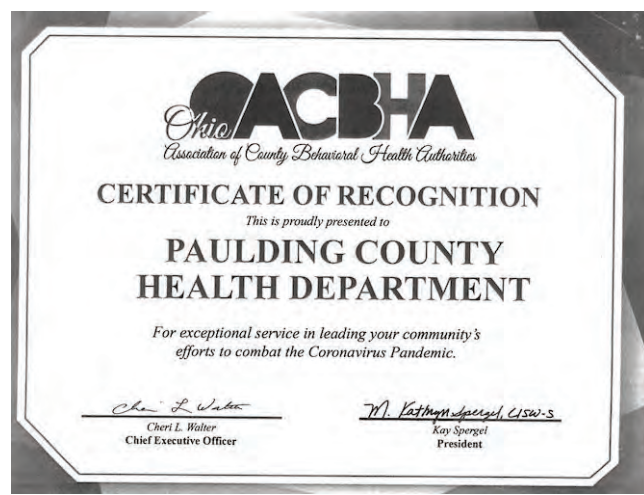 OACBHA
Ohio
Association of County Behavioral Health Authorities
CERTIFICATE OF RECOGNITION
This is proudly presented to
PAULDING COUNTY
HEALTH DEPARTMENT
For exceptional service in leading your community's
efforts to combat the Coronavirus Pandemic.
Cheri L Walter
M. Kathryn Spergel, LISW-S
Cheri L. Walter
Kay Spergel
Chief Executive Officer
President